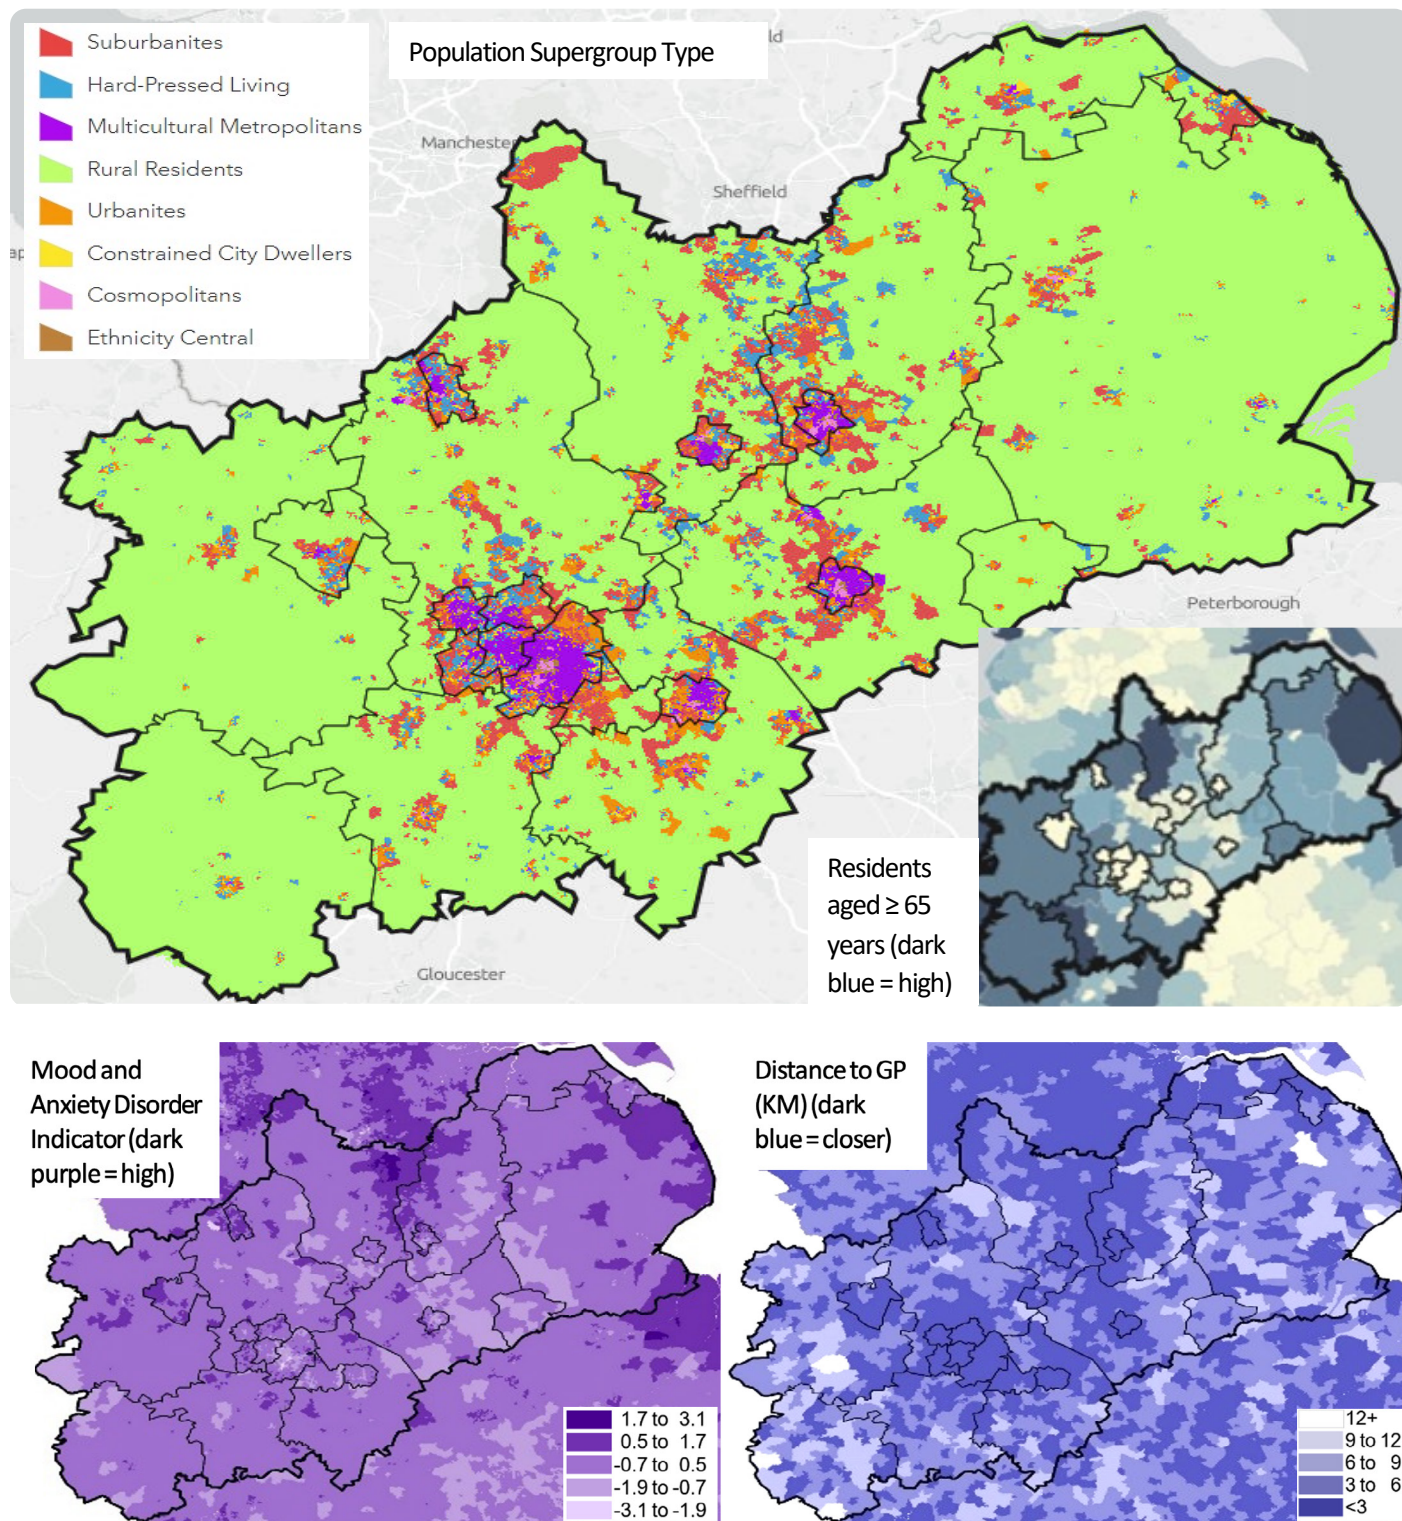 Suburbanites
Hard-Pressed Living
Multicultural Metropolitans
Rural Residents
Urbanites
Constrained City Dwellers
Cosmopolitans
Ethnicity Central
Population Supergroup Type
ld
Manchester
Sheffield
ap
Peterborough
Gloucester
Residents
aged ≥ 65
years (dark
blue = high)
Mood and
Anxiety Disorder
Indicator (dark
purple = high)
1.7 to 3.1
0.5 to 1.7
-0.7 to 0.5
-1.9 to -0.7
-3.1 to -1.9
Distance to GP
(KM) (dark
blue = closer)
12+
9 to 12
6 to 9
3 to 6
<3